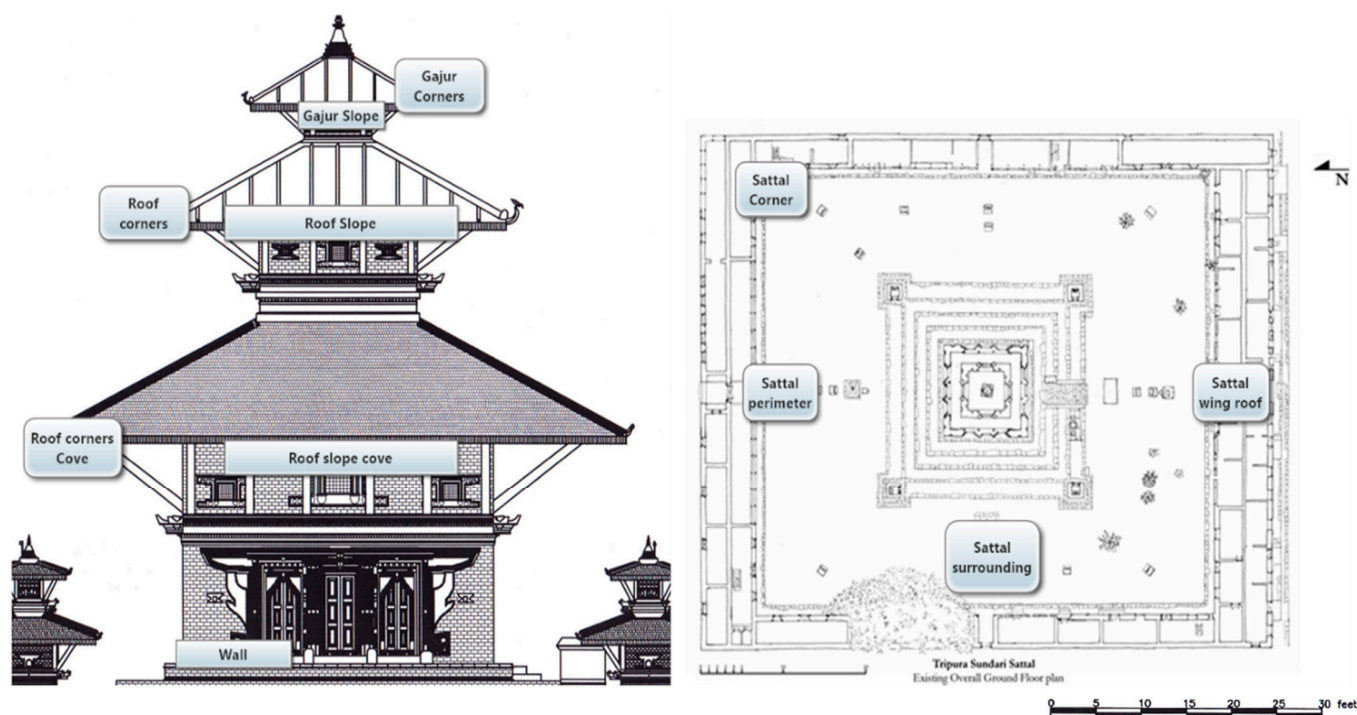 Gajur
Corners
Gajur Slope
Roof
corners
Roof Slope
Roof corners
Cove
Roof slope cove
Wall
Sattal
Corner
N
Sattal
perimeter
Sattal
wing roof
Sattal
surrounding
Tripura Sundari Sattal
Existing Overall Ground Floor plan
0 5 10 15 20 25 30 feet